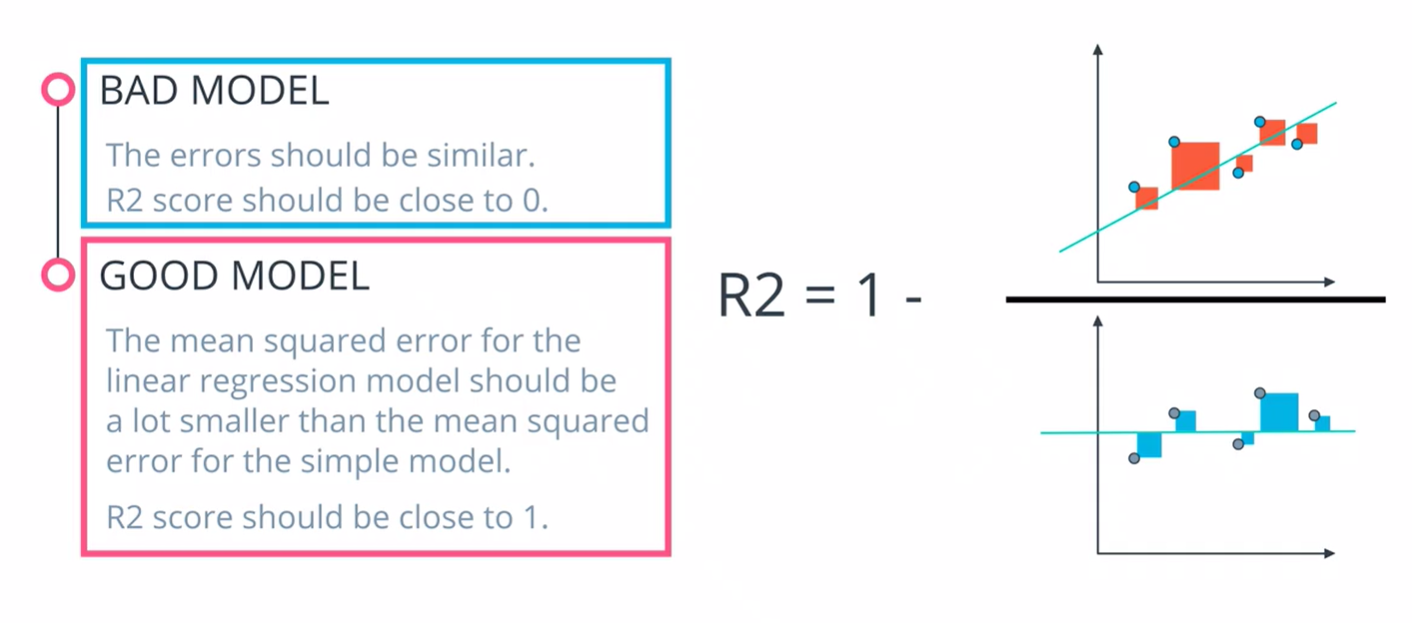 BAD MODEL
The errors should be similar.
R2 score should be close to 0.
GOOD MODEL
The mean squared error for the
linear regression model should be
a lot smaller than the mean squared
error for the simple model.
R2 score should be close to 1.
R2 = 1 -